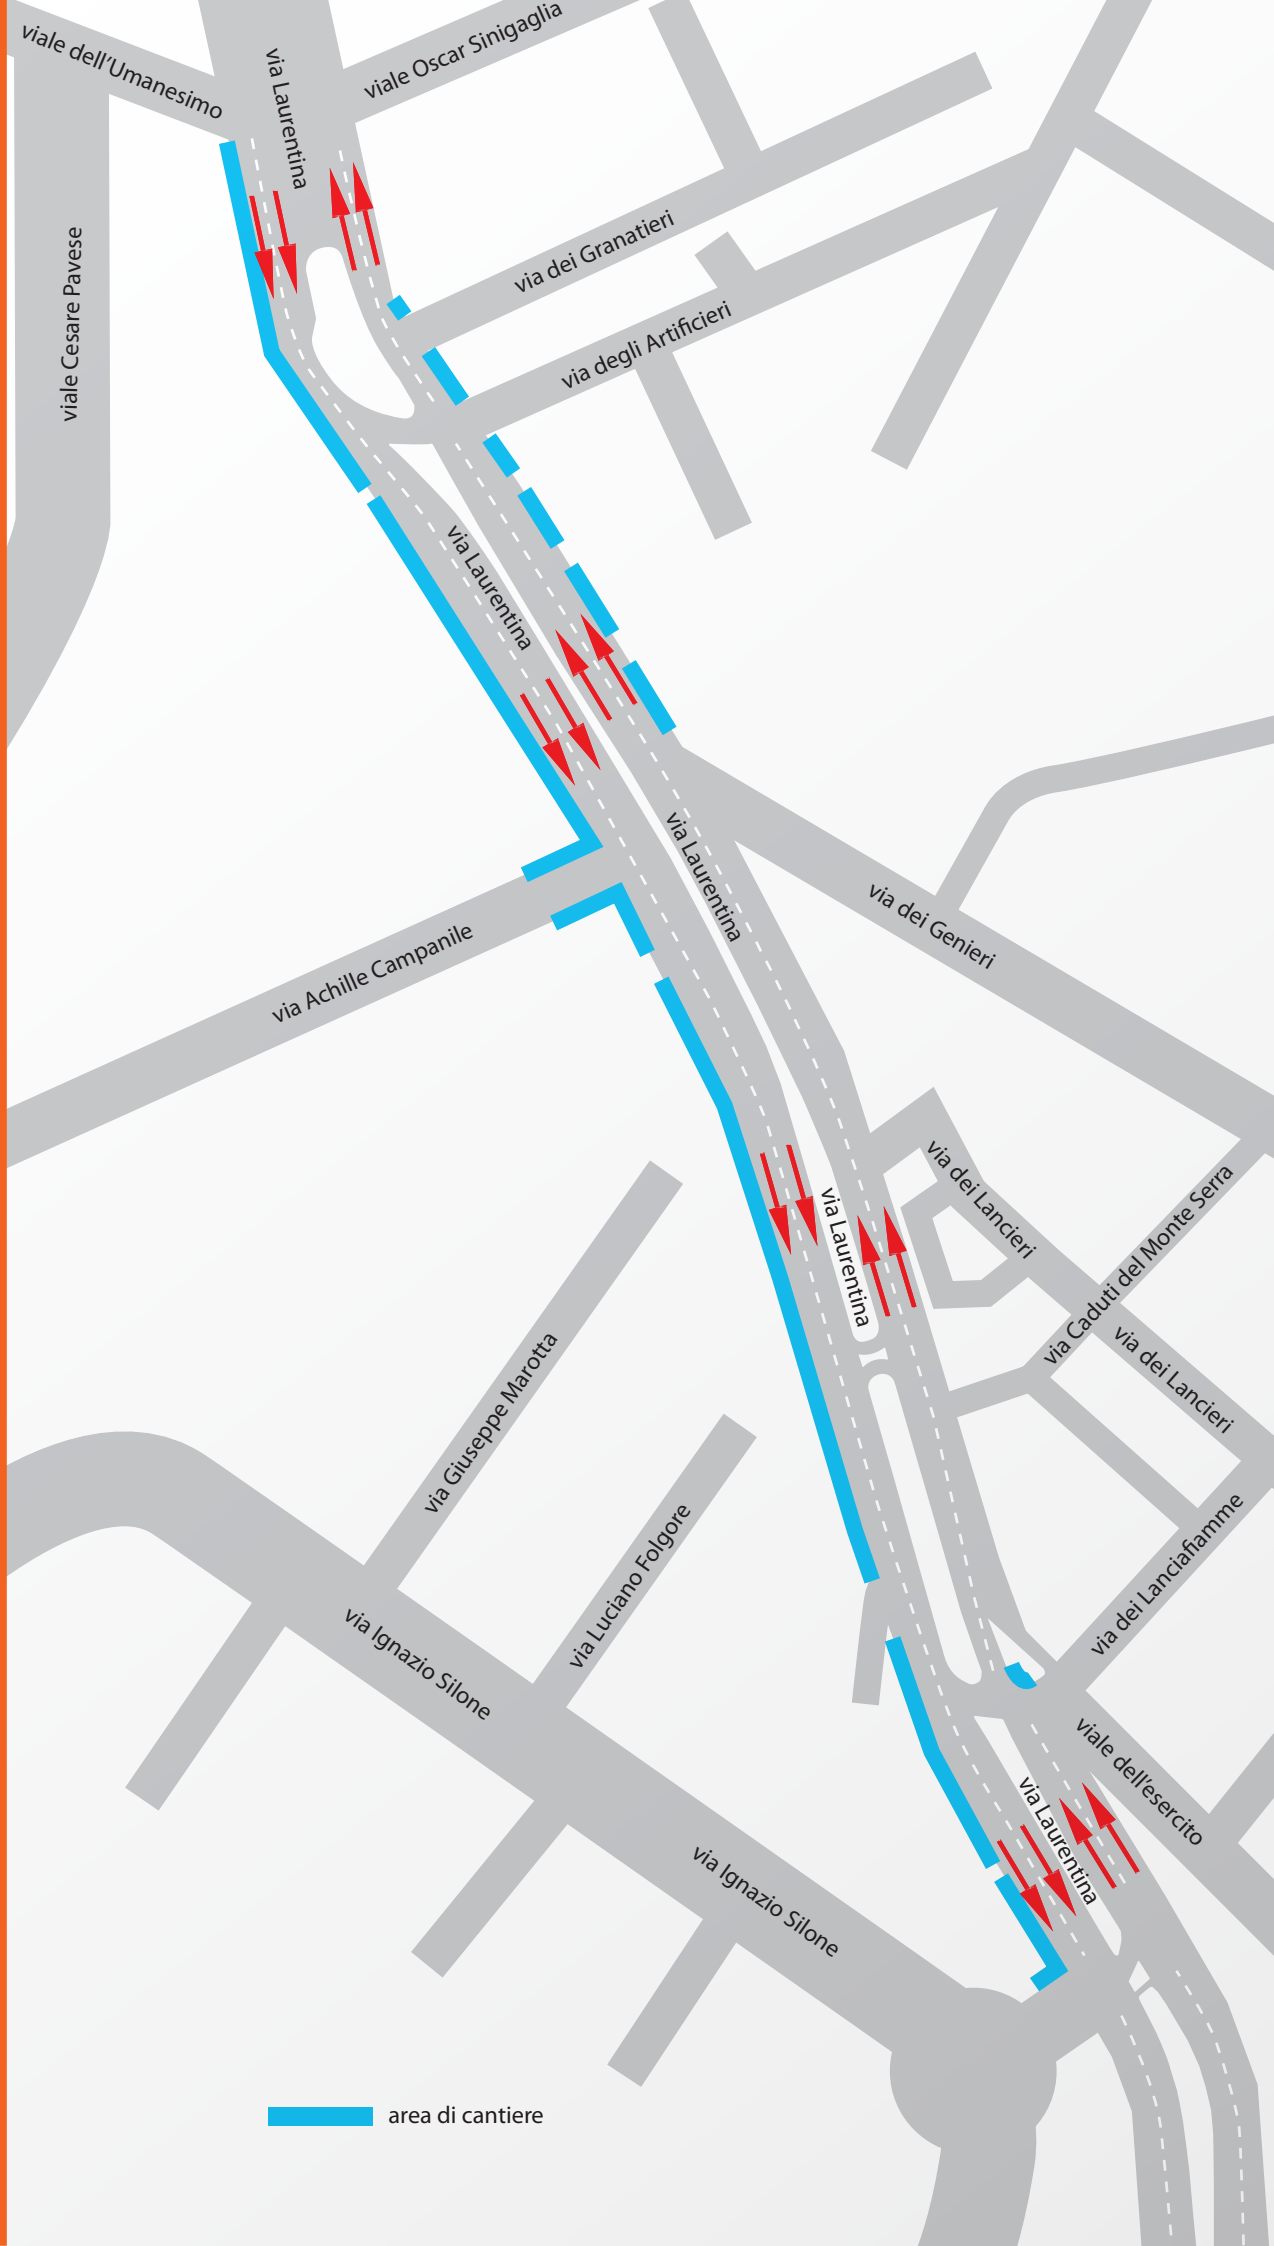 viale dell'Umanesimo
via Laurentina
viale Oscar Sinigaglia
viale Cesare Pavese
via dei Granatieri
via degli Artificieri
via Laurentina
via Laurentina
via dei Genieri
via Achille Campanile
via dei Lancieri
via Caduti del Monte Serra
via Laurentina
via dei Lancieri
via Giuseppe Marotta
via Luciano Folgore
via dei Lanciafiamme
via Ignazio Silone
viale dell'esercito
via Laurentina
via Ignazio Silone
area di cantiere